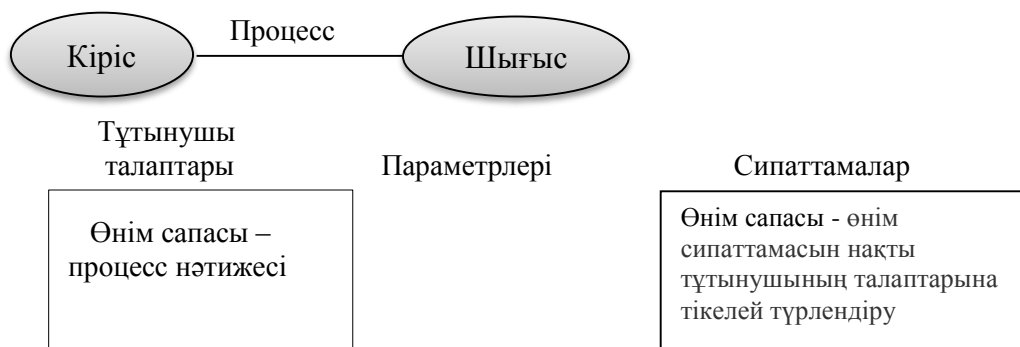 Процесс
Кіріс
Шығыс
Тұтынушы
талаптары
Параметрлері
Сипаттамалар
Өнім сапасы –
процесс нәтижесі
Өнім сапасы - өнім
сипаттамасын нақты
тұтынушының талаптарына
тікелей түрлендіру